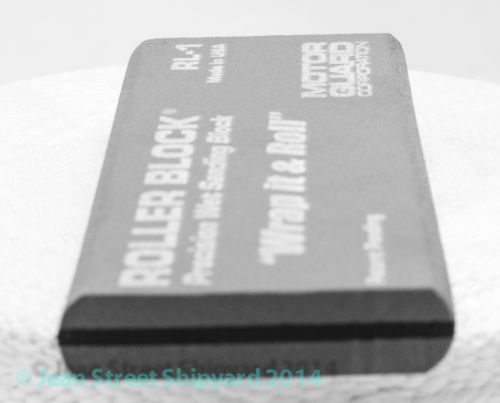 ROLLER BLOCK®
Precision Wet Sanding Block
RL-1
Made in USA
"Wrap it & Roll"
MOTOR
GUARD
CORPORATION
Patent Pending
© Jean Street Shipyard 2014